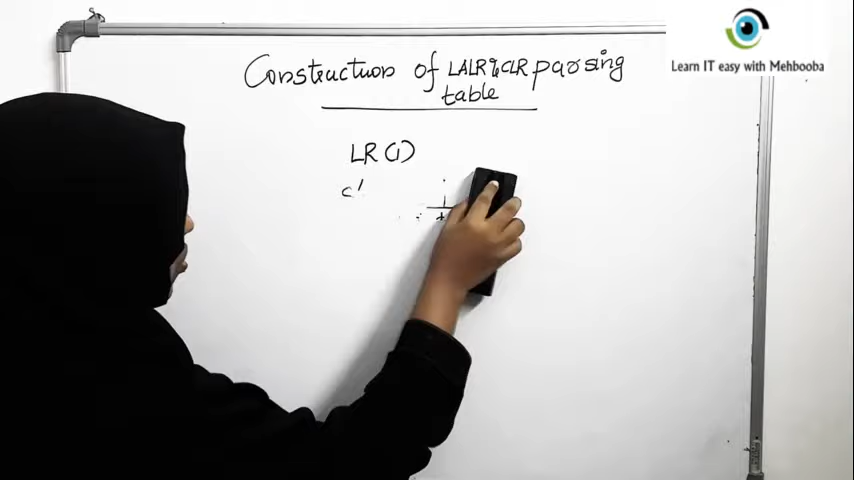 Learn IT easy with Mehbooba
Construction of LALR & CLR parsing
table
LR (1)